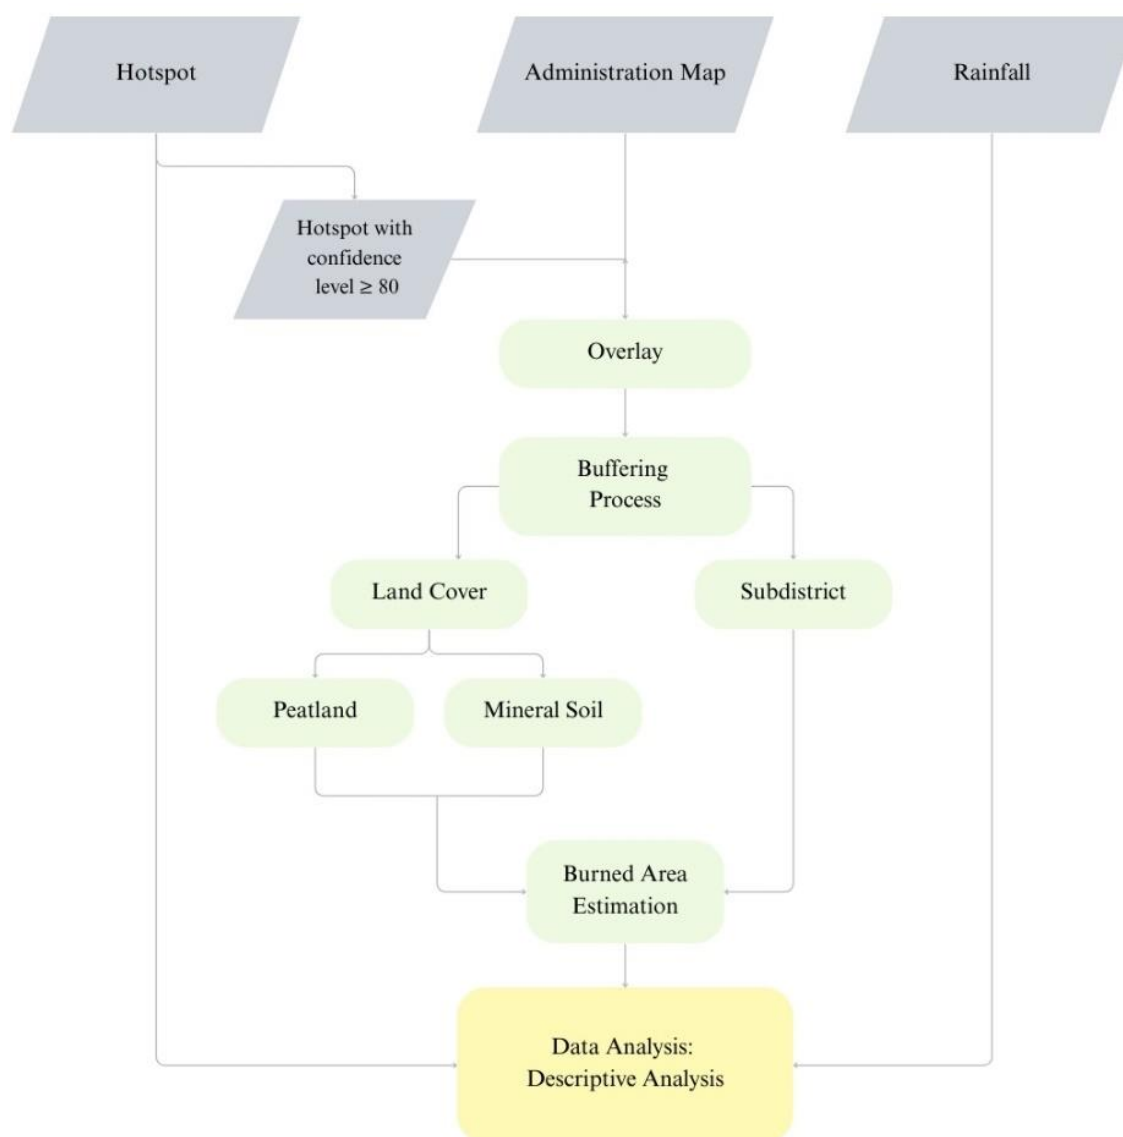 Hotspot
Administration Map
Rainfall
Hotspot with
confidence
level ≥ 80
Overlay
Buffering
Process
Land Cover
Subdistrict
Peatland
Mineral Soil
Burned Area
Estimation
Data Analysis:
Descriptive Analysis